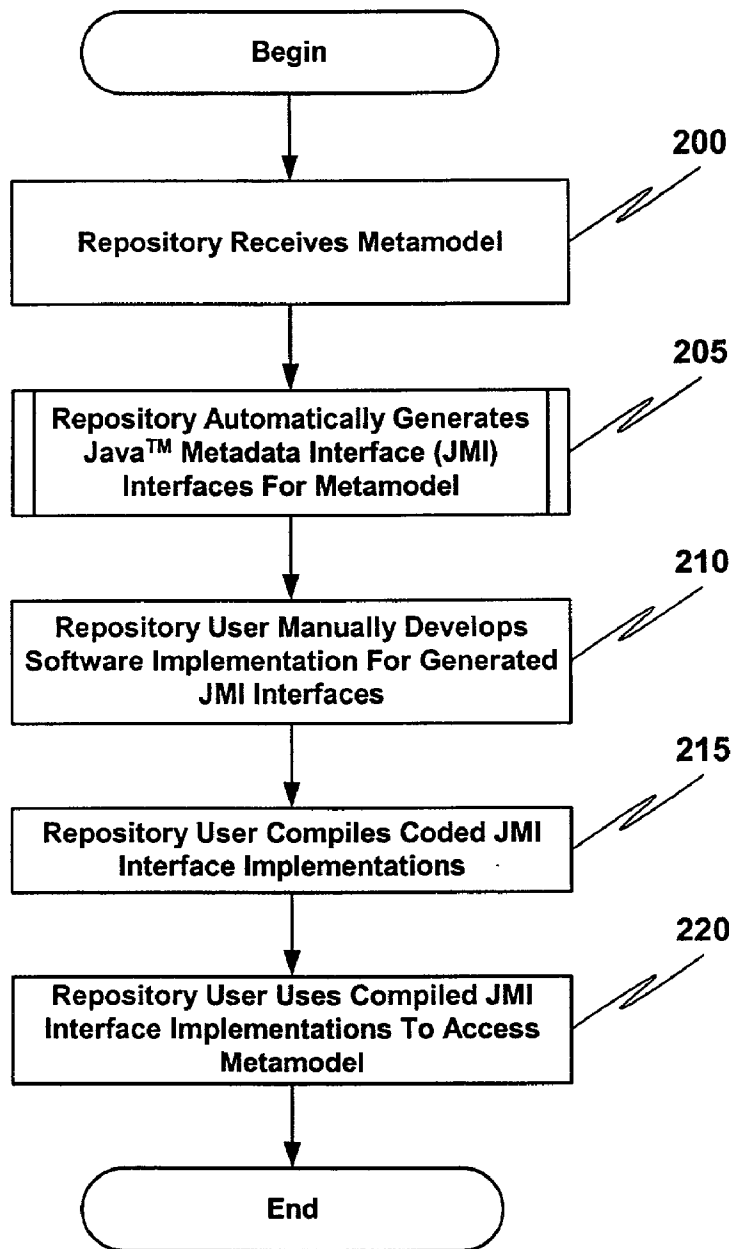 Begin
200
Repository Receives Metamodel
205
Repository Automatically Generates
Java™ Metadata Interface (JMI)
Interfaces For Metamodel
210
Repository User Manually Develops
Software Implementation For Generated
JMI Interfaces
215
Repository User Compiles Coded JMI
Interface Implementations
220
Repository User Uses Compiled JMI
Interface Implementations To Access
Metamodel
End